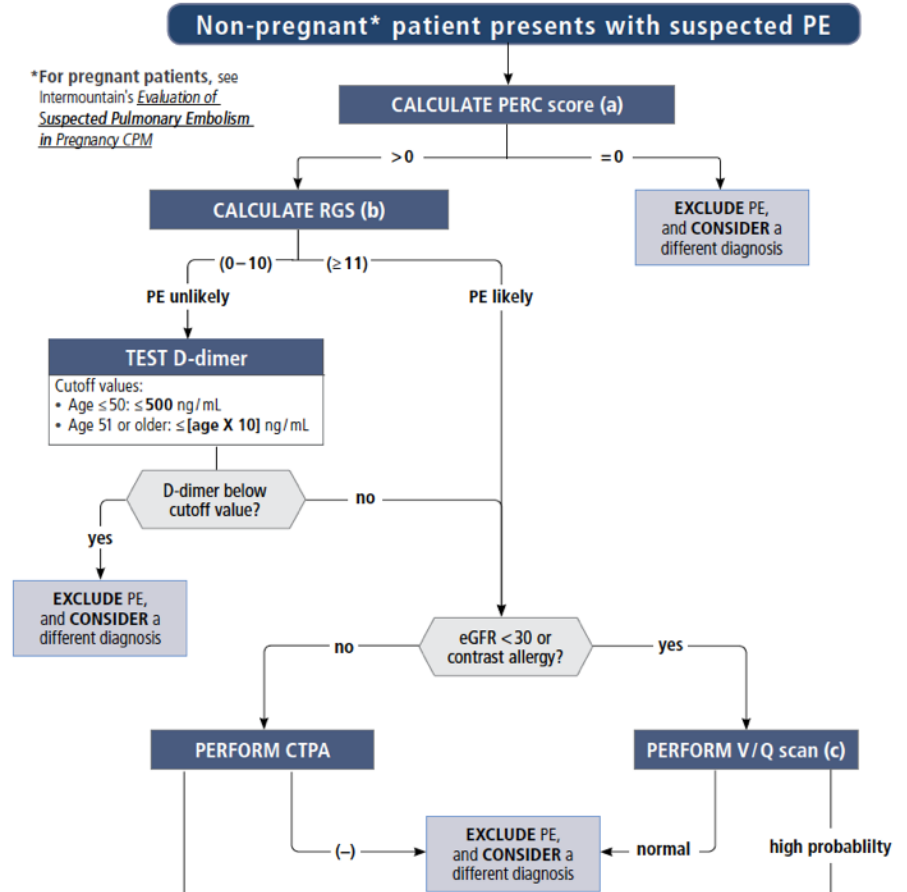 Non-pregnant* patient presents with suspected PE
*For pregnant patients, see
Intermountain's Evaluation of
Suspected Pulmonary Embolism
in Pregnancy CPM
CALCULATE PERC score (a)
>0
=0
CALCULATE RGS (b)
EXCLUDE PE,
and CONSIDER a
different diagnosis
(0–10)
(≥11)
PE unlikely
PE likely
TEST D-dimer
Cutoff values:
• Age ≤50: ≤500 ng/mL
• Age 51 or older: ≤[age X 10] ng/mL
D-dimer below
cutoff value?
no
yes
EXCLUDE PE,
and CONSIDER a
different diagnosis
eGFR <30 or
contrast allergy?
no
yes
PERFORM CTPA
PERFORM V/Q scan (c)
(–)
EXCLUDE PE,
and CONSIDER a
different diagnosis
normal
high probablilty